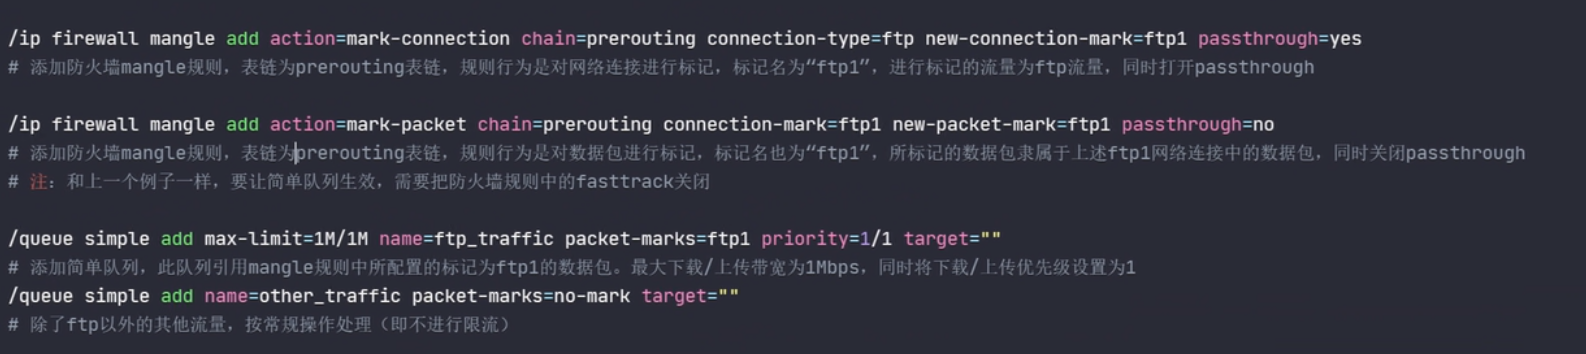 /ip firewall mangle add action=mark-connection chain=prerouting connection-type=ftp new-connection-mark=ftp1 passthrough=yes
# 添加防火墙mangle规则，表链为prerouting表链，规则行为是对网络连接进行标记，标记名为“ftp1”，进行标记的流量为ftp流量，同时打开passthrough
/ip firewall mangle add action=mark-packet chain=prerouting connection-mark=ftp1 new-packet-mark=ftp1 passthrough=no
# 添加防火墙mangle规则，表链为prerouting表链，规则行为是对数据包进行标记，标记名也为“ftp1”，所标记的数据包隶属于上述ftp1网络连接中的数据包，同时关闭passthrough
# 注：和上一个例子一样，要让简单队列生效，需要把防火墙规则中的fasttrack关闭
/queue simple add max-limit=1M/1M name=ftp_traffic packet-marks=ftp1 priority=1/1 target=""
# 添加简单队列，此队列引用mangle规则中所配置的标记为ftp1的数据包。最大下载/上传带宽为1Mbps，同时将下载/上传优先级设置为1
/queue simple add name=other_traffic packet-marks=no-mark target=""
# 除了ftp以外的其他流量，按常规操作处理（即不进行限流）